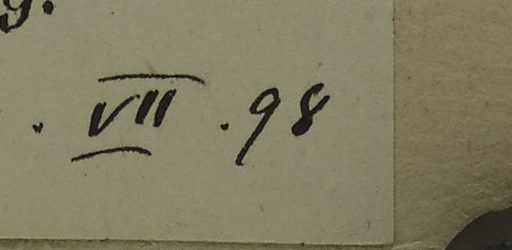 . VII . 98